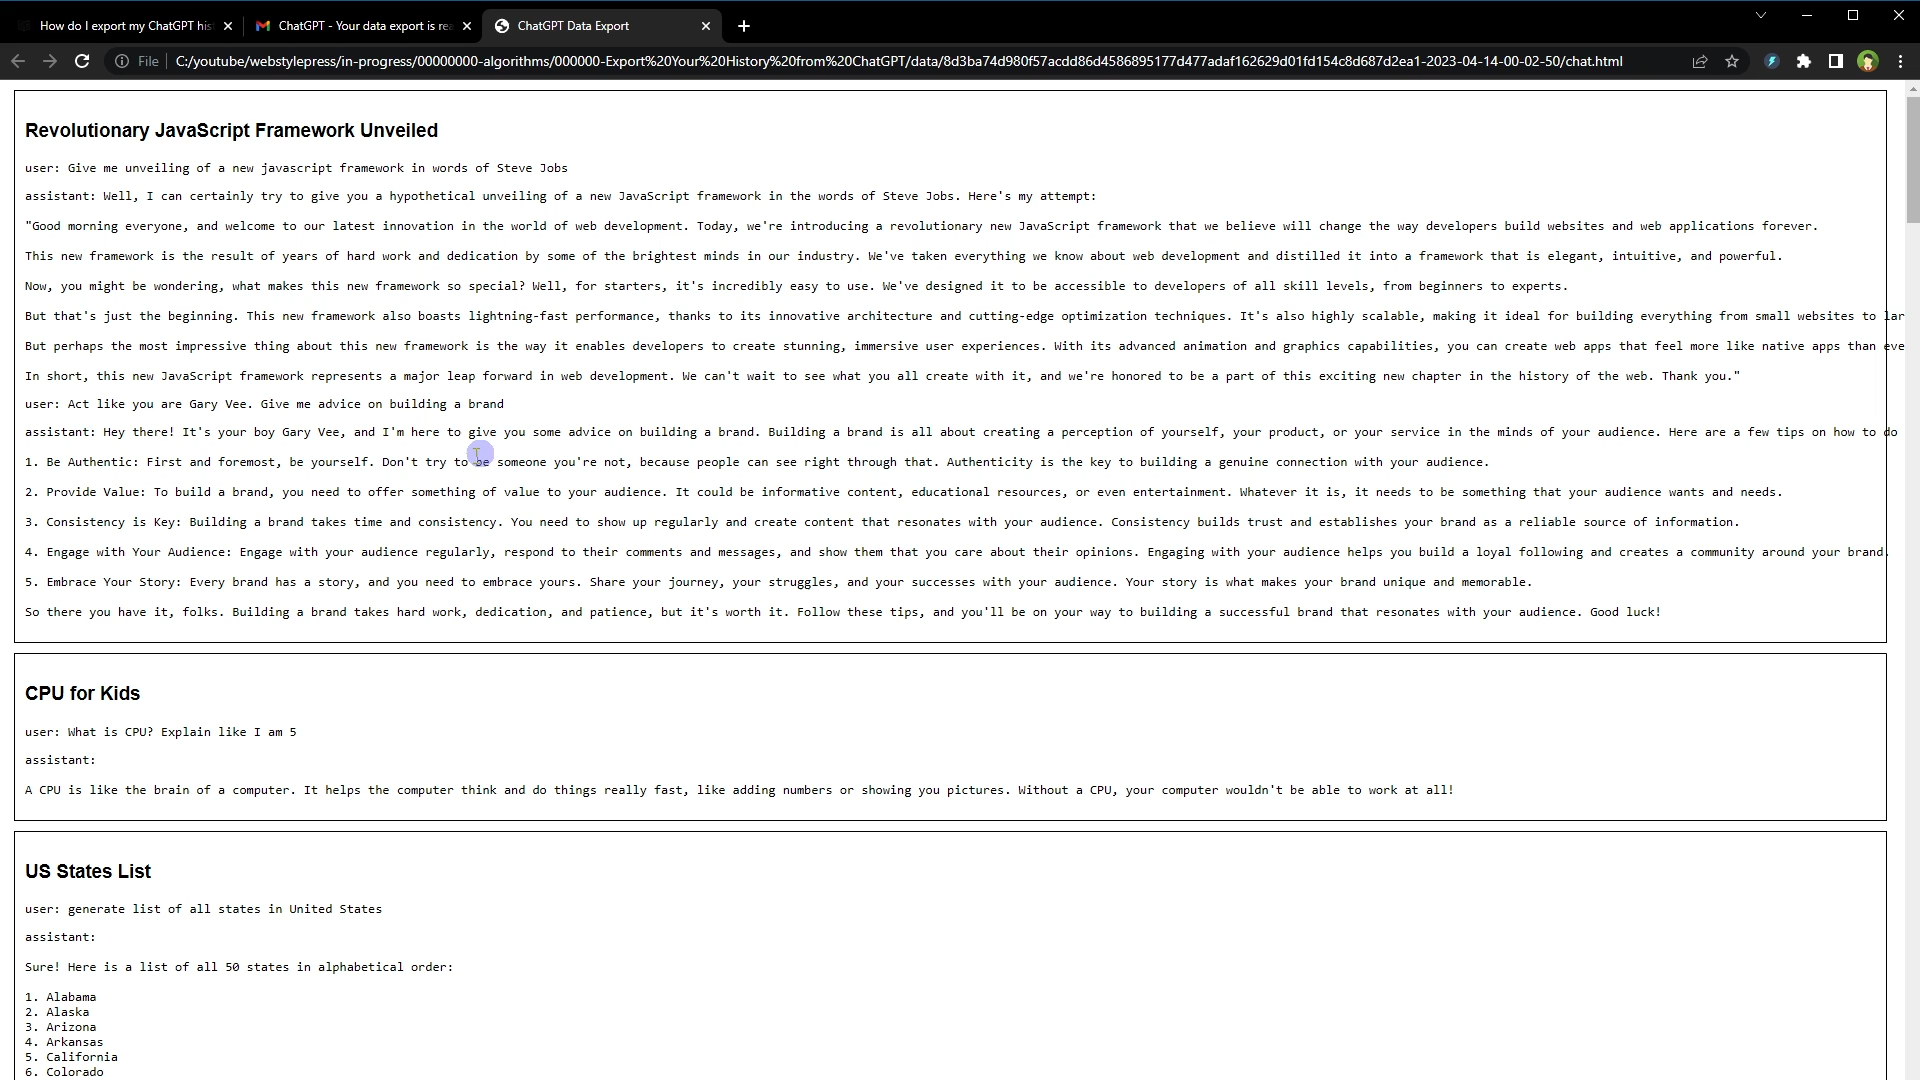 How do I export my ChatGPT his
ChatGPT - Your data export is rea
ChatGPT Data Export
File
C:/youtube/webstylepress/in-progress/00000000-algorithms/000000-Export%20Your%20History%20from%20ChatGPT/data/8d3ba74d980f57acdd86d4586895177d477adaf162629d01fd154c8d687d2ea1-2023-04-14-00-02-50/chat.html
Revolutionary JavaScript Framework Unveiled
user: Give me unveiling of a new javascript framework in words of Steve Jobs
assistant: Well, I can certainly try to give you a hypothetical unveiling of a new JavaScript framework in the words of Steve Jobs. Here's my attempt:
"Good morning everyone, and welcome to our latest innovation in the world of web development. Today, we're introducing a revolutionary new JavaScript framework that we believe will change the way developers build websites and web applications forever.
This new framework is the result of years of hard work and dedication by some of the brightest minds in our industry. We've taken everything we know about web development and distilled it into a framework that is elegant, intuitive, and powerful.
Now, you might be wondering, what makes this new framework so special? Well, for starters, it's incredibly easy to use. We've designed it to be accessible to developers of all skill levels, from beginners to experts.
But that's just the beginning. This new framework also boasts lightning-fast performance, thanks to its innovative architecture and cutting-edge optimization techniques. It's also highly scalable, making it ideal for building everything from small websites to lar
But perhaps the most impressive thing about this new framework is the way it enables developers to create stunning, immersive user experiences. With its advanced animation and graphics capabilities, you can create web apps that feel more like native apps than eve
In short, this new JavaScript framework represents a major leap forward in web development. We can't wait to see what you all create with it, and we're honored to be a part of this exciting new chapter in the history of the web. Thank you."
user: Act like you are Gary Vee. Give me advice on building a brand
assistant: Hey there! It's your boy Gary Vee, and I'm here to give you some advice on building a brand. Building a brand is all about creating a perception of yourself, your product, or your service in the minds of your audience. Here are a few tips on how to do
1. Be Authentic: First and foremost, be yourself. Don't try to be someone you're not, because people can see right through that. Authenticity is the key to building a genuine connection with your audience.
2. Provide Value: To build a brand, you need to offer something of value to your audience. It could be informative content, educational resources, or even entertainment. Whatever it is, it needs to be something that your audience wants and needs.
3. Consistency is Key: Building a brand takes time and consistency. You need to show up regularly and create content that resonates with your audience. Consistency builds trust and establishes your brand as a reliable source of information.
4. Engage with Your Audience: Engage with your audience regularly, respond to their comments and messages, and show them that you care about their opinions. Engaging with your audience helps you build a loyal following and creates a community around your brand.
5. Embrace Your Story: Every brand has a story, and you need to embrace yours. Share your journey, your struggles, and your successes with your audience. Your story is what makes your brand unique and memorable.
So there you have it, folks. Building a brand takes hard work, dedication, and patience, but it's worth it. Follow these tips, and you'll be on your way to building a successful brand that resonates with your audience. Good luck!
CPU for Kids
user: What is CPU? Explain like I am 5
assistant:
A CPU is like the brain of a computer. It helps the computer think and do things really fast, like adding numbers or showing you pictures. Without a CPU, your computer wouldn't be able to work at all!
US States List
user: generate list of all states in United States
assistant:
Sure! Here is a list of all 50 states in alphabetical order:
1. Alabama
2. Alaska
3. Arizona
4. Arkansas
5. California
6. Colorado